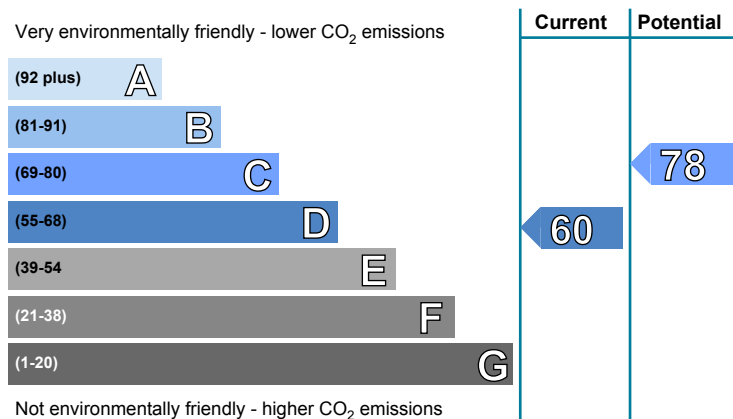 Very environmentally friendly - lower CO₂ emissions
Current
Potential
(92 plus) A
(81-91) B
(69-80) C
78
(55-68) D
60
(39-54 E
(21-38) F
(1-20) G
Not environmentally friendly - higher CO₂ emissions